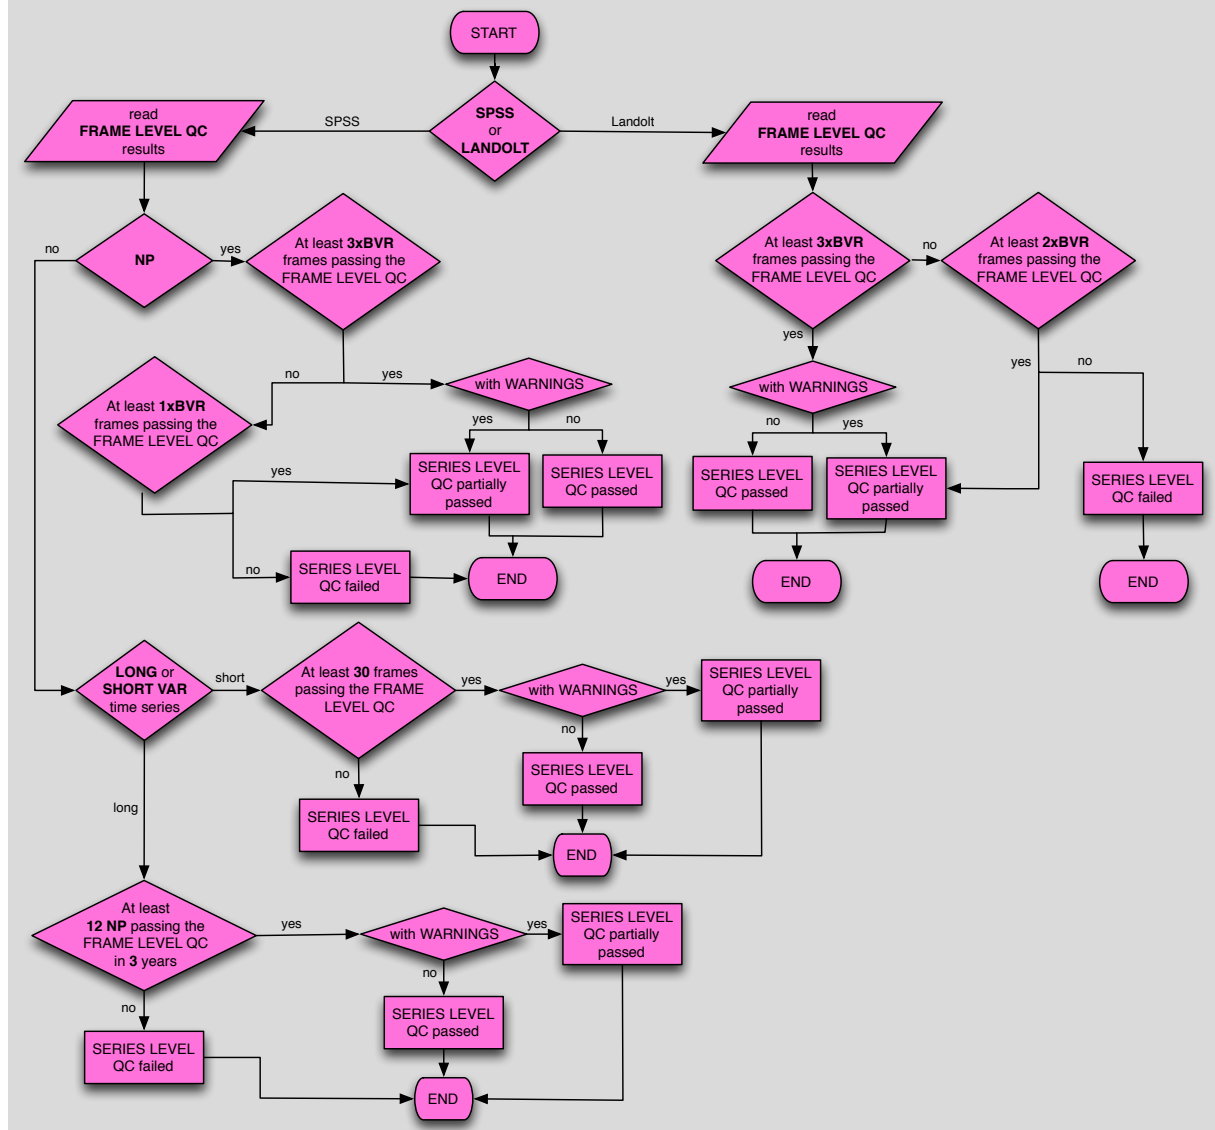 START
SPSS
or
LANDOLT
SPSS
Landolt
read
FRAME LEVEL QC
results
read
FRAME LEVEL QC
results
no
NP
yes
At least 3xBVR
frames passing the
FRAME LEVEL QC
At least 3xBVR
frames passing the
FRAME LEVEL QC
no
At least 2xBVR
frames passing the
FRAME LEVEL QC
yes
no
yes
with WARNINGS
with WARNINGS
yes
no
At least 1xBVR
frames passing the
FRAME LEVEL QC
yes
no
no
yes
yes
SERIES LEVEL
QC partially
passed
SERIES LEVEL
QC passed
SERIES LEVEL
QC passed
SERIES LEVEL
QC partially
passed
SERIES LEVEL
QC failed
no
SERIES LEVEL
QC failed
END
END
END
LONG or
SHORT VAR
time series
short
At least 30 frames
passing the FRAME
LEVEL QC
yes
with WARNINGS
yes
SERIES LEVEL
QC partially
passed
no
no
SERIES LEVEL
QC passed
long
SERIES LEVEL
QC failed
END
At least
12 NP passing the
FRAME LEVEL QC
in 3 years
yes
with WARNINGS
yes
SERIES LEVEL
QC partially
passed
no
no
SERIES LEVEL
QC passed
SERIES LEVEL
QC failed
END